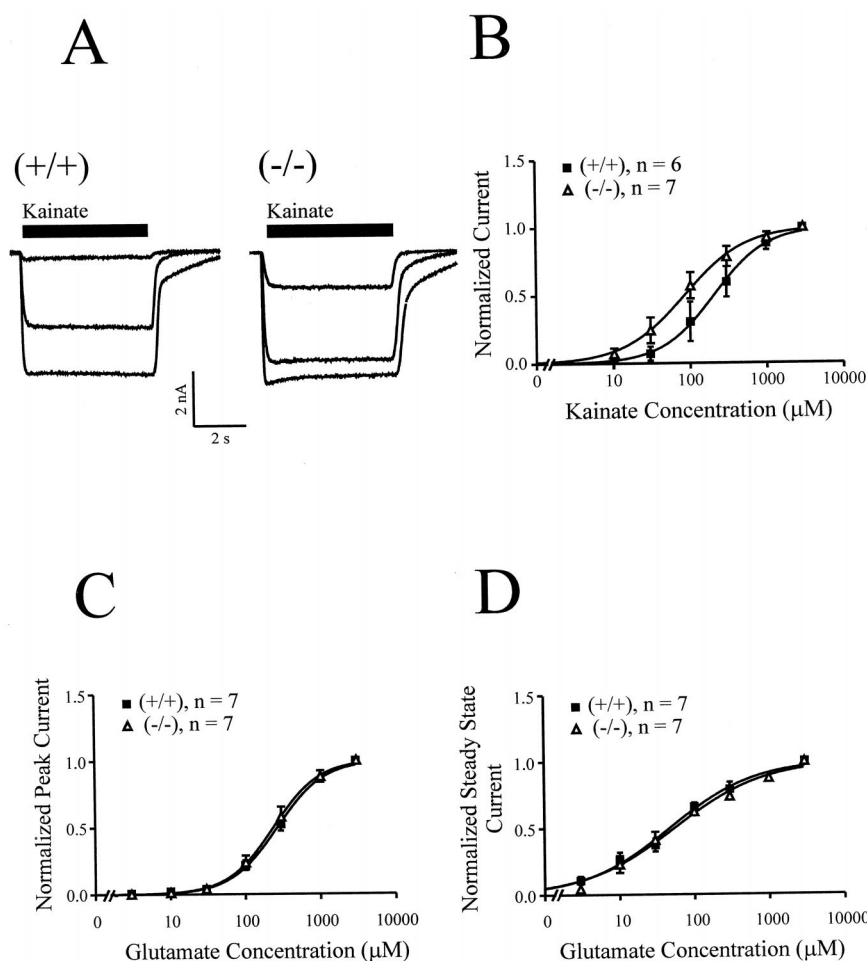 A
(+/+)
(-/-)
Kainate
Kainate
2 nA
2 s
B
Normalized Current
1.5
1.0
0.5
0.0
(+/+), n = 6
(-/-), n = 7
0
10
100
1000
10000
Kainate Concentration (µM)
C
Normalized Peak Current
1.5
1.0
0.5
0.0
(+/+), n = 7
(-/-), n = 7
0
10
100
1000
10000
Glutamate Concentration (µM)
D
Normalized Steady State
Current
1.5
1.0
0.5
0.0
(+/+), n = 7
(-/-), n = 7
0
10
100
1000
10000
Glutamate Concentration (µM)